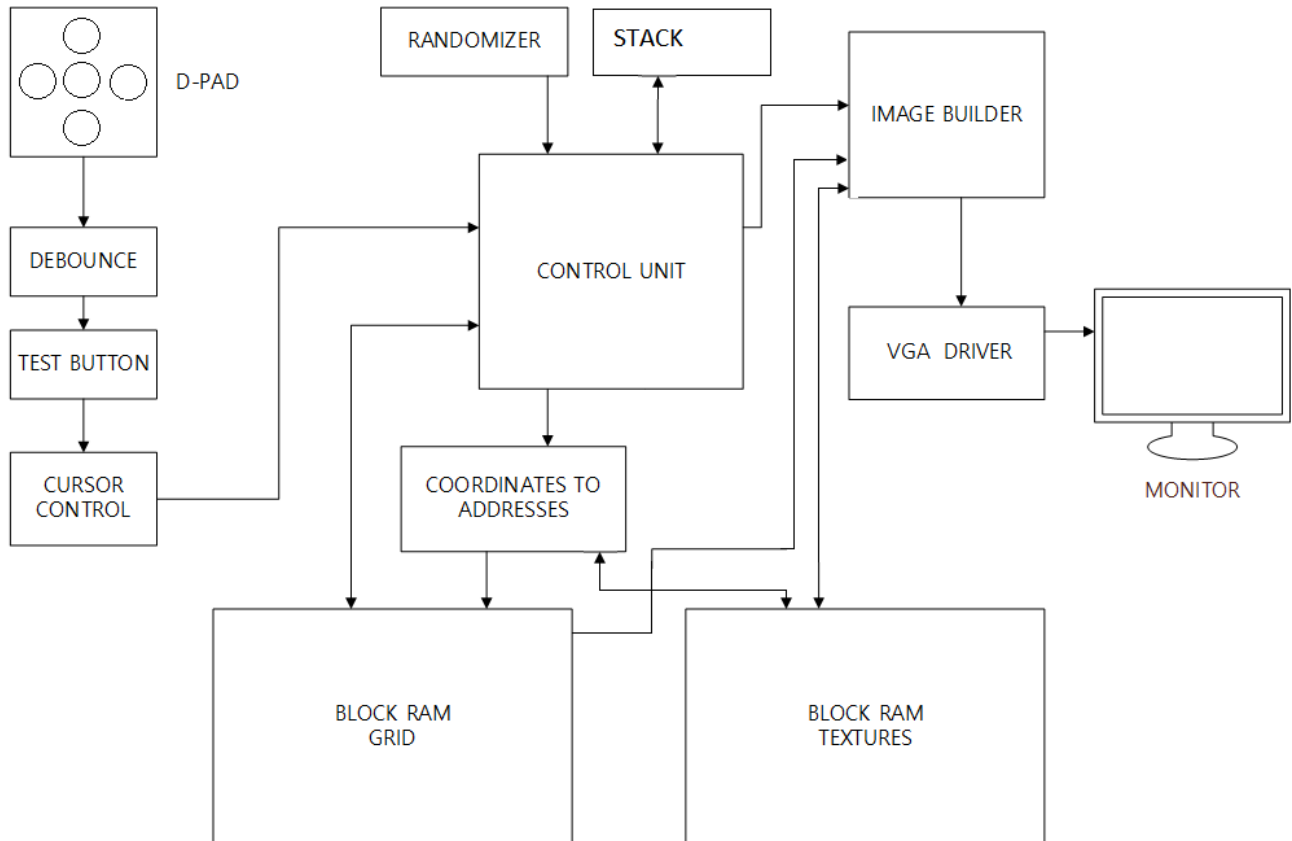 RANDOMIZER
STACK
D-PAD
IMAGE BUILDER
DEBOUNCE
CONTROL UNIT
TEST BUTTON
VGA DRIVER
CURSOR
CONTROL
COORDINATES TO
ADDRESSES
MONITOR
BLOCK RAM
GRID
BLOCK RAM
TEXTURES